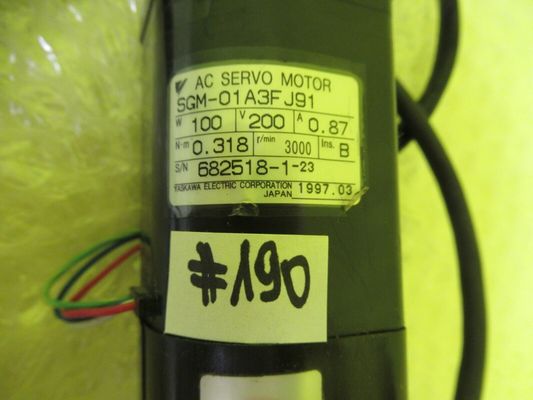 AC SERVO MOTOR
SGM-01A3FJ91
W 100 V 200 A 0.87
N·m 0.318 r/min 3000 Ins. B
S/N 682518-1-23
YASKAWA ELECTRIC CORPORATION
JAPAN 1997.03
#190